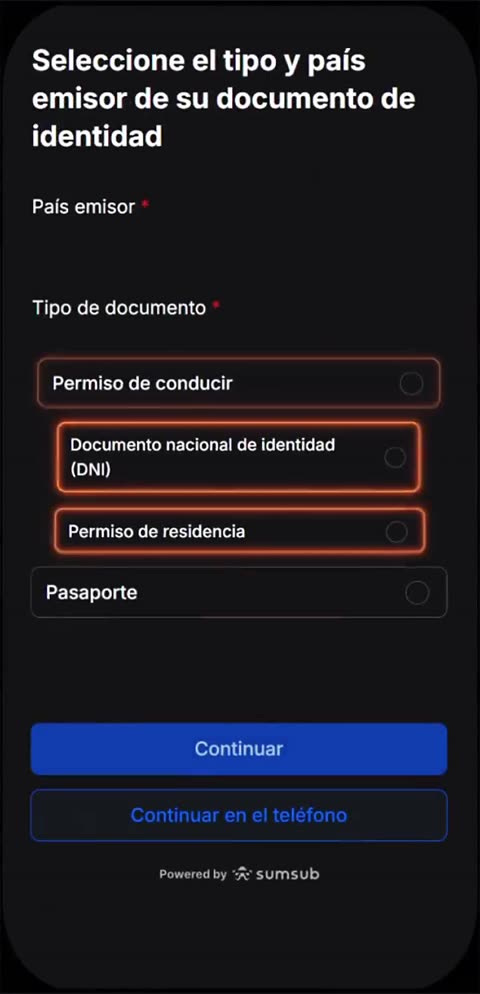 Seleccione el tipo y país
emisor de su documento de
identidad
País emisor *
Tipo de documento *
Permiso de conducir
Documento nacional de identidad
(DNI)
Permiso de residencia
Pasaporte
Continuar
Continuar en el teléfono
Powered by sumsub